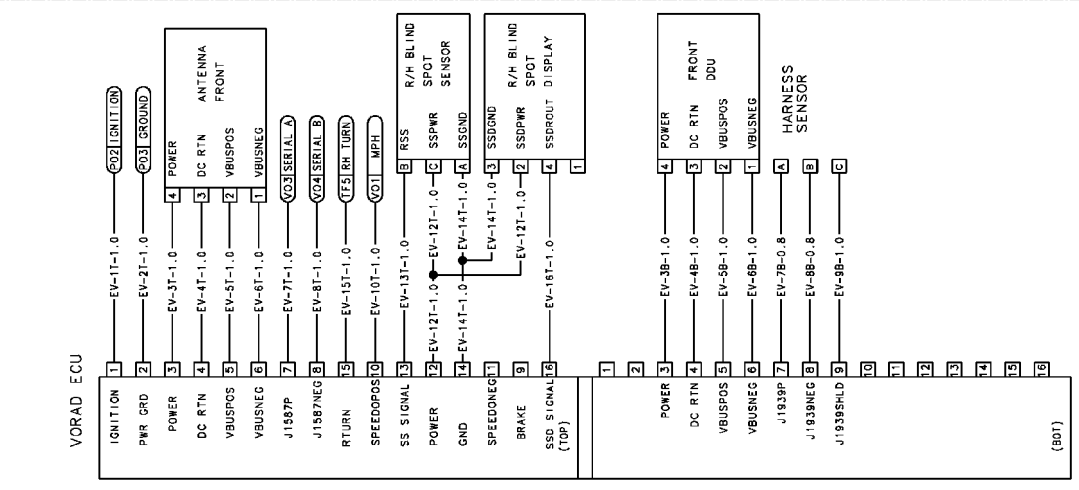 VORAD ECU
IGNITION 1 EV-1T-1.0 P02 IGNITION
PWR GRD 2 EV-2T-1.0 P03 GROUND
POWER 3 EV-3T-1.0 4 POWER
DC RTN 4 EV-4T-1.0 3 DC RTN
VBUSPOS 5 EV-5T-1.0 2 VBUSPOS
VBUSNEG 6 EV-6T-1.0 1 VBUSNEG
ANTENNA
FRONT
J1587P 7 EV-7T-1.0 V03 SERIAL A
J1587NEG 8 EV-8T-1.0 V04 SERIAL B
RTURN 15 EV-15T-1.0 TF5 RH TURN
SPEEDOPOS 10 EV-10T-1.0 V01 MPH
SS SIGNAL 13 EV-13T-1.0 B RSS
POWER 12 EV-12T-1.0 EV-12T-1.0 C SSPWR
GND 14 EV-14T-1.0 EV-14T-1.0 A SSGND
R/H BLIND
SPOT
SENSOR
SPEEDONEG 11 EV-14T-1.0 3 SSDGND
BRAKE 9 EV-12T-1.0 2 SSDPWR
SSD SIGNAL 16 EV-16T-1.0 4 SSDROUT
(TOP)
1
R/H BLIND
SPOT
DISPLAY
1
2
POWER 3 EV-3B-1.0 4 POWER
DC RTN 4 EV-4B-1.0 3 DC RTN
VBUSPOS 5 EV-5B-1.0 2 VBUSPOS
VBUSNEG 6 EV-6B-1.0 1 VBUSNEG
FRONT
DDU
J1939P 7 EV-7B-0.8 A
J1939NEG 8 EV-8B-0.8 B
J1939SHLD 9 EV-9B-1.0 C
HARNESS
SENSOR
10
11
12
13
14
15
16
(BOT)